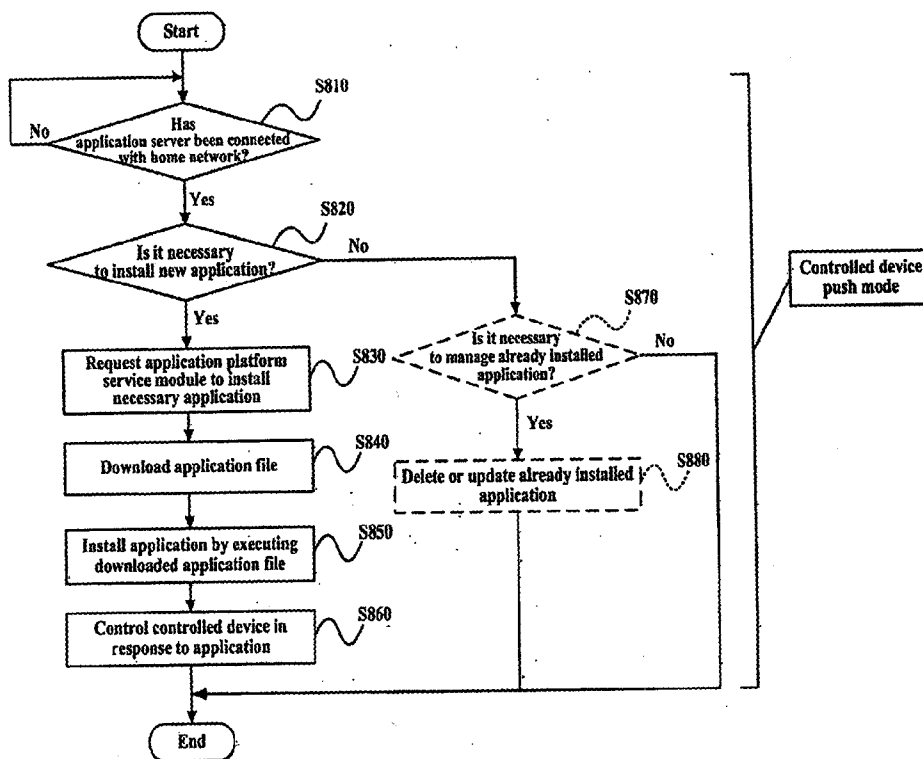 Start
S810
No
Has
application server been connected
with home network?
Yes
S820
No
Is it necessary
to install new application?
Controlled device
push mode
S870
Yes
Is it necessary
to manage already installed
application?
No
Request application platform
service module to install
necessary application
S830
Yes
S840
Download application file
Delete or update already installed
application
S880
S850
Install application by executing
downloaded application file
S860
Control controlled device in
response to application
End